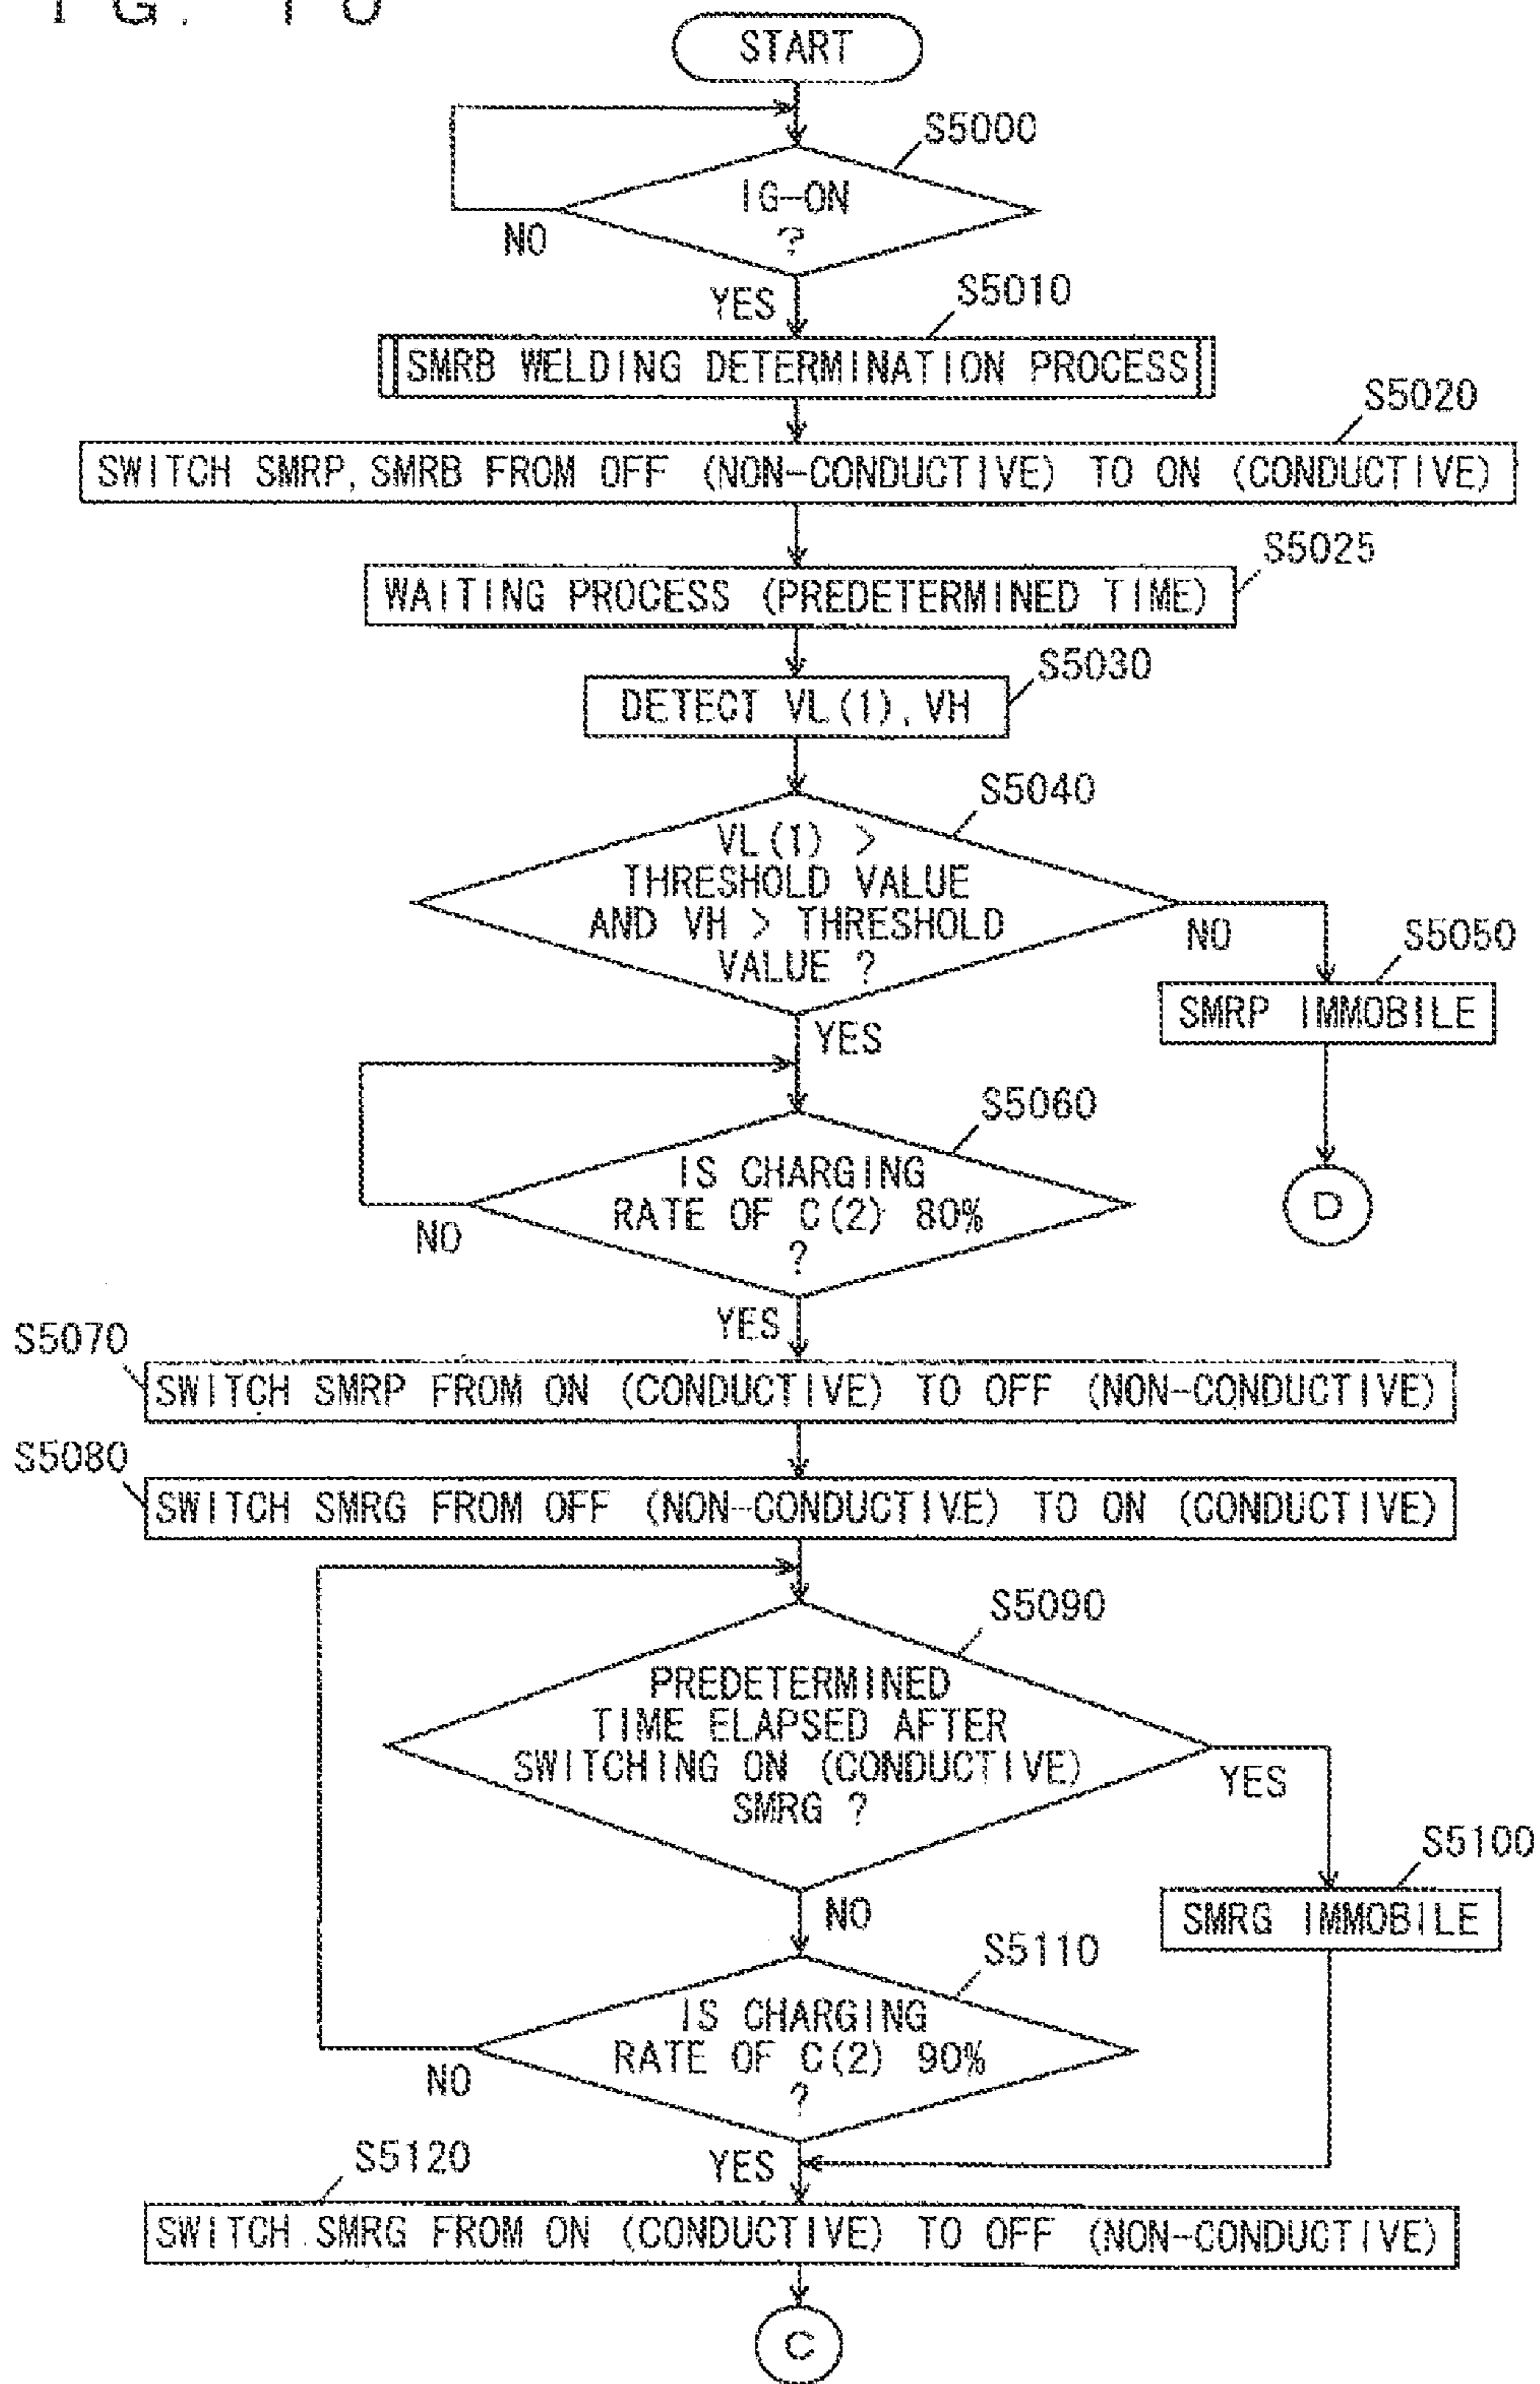 START
S5000
IG-ON
?
NO
YES
S5010
SMRB WELDING DETERMINATION PROCESS
S5020
SWITCH SMRP, SMRB FROM OFF (NON-CONDUCTIVE) TO ON (CONDUCTIVE)
S5025
WAITING PROCESS (PREDETERMINED TIME)
S5030
DETECT VL(1), VH
S5040
VL(1) >
THRESHOLD VALUE
AND VH > THRESHOLD
VALUE ?
NO
YES
S5050
SMRP IMMOBILE
D
S5060
IS CHARGING
RATE OF C(2) 80%
?
NO
YES
S5070
SWITCH SMRP FROM ON (CONDUCTIVE) TO OFF (NON-CONDUCTIVE)
S5080
SWITCH SMRG FROM OFF (NON-CONDUCTIVE) TO ON (CONDUCTIVE)
S5090
PREDETERMINED
TIME ELAPSED AFTER
SWITCHING ON (CONDUCTIVE)
SMRG ?
YES
NO
S5100
SMRG IMMOBILE
S5110
IS CHARGING
RATE OF C(2) 90%
?
NO
YES
S5120
SWITCH SMRG FROM ON (CONDUCTIVE) TO OFF (NON-CONDUCTIVE)
C